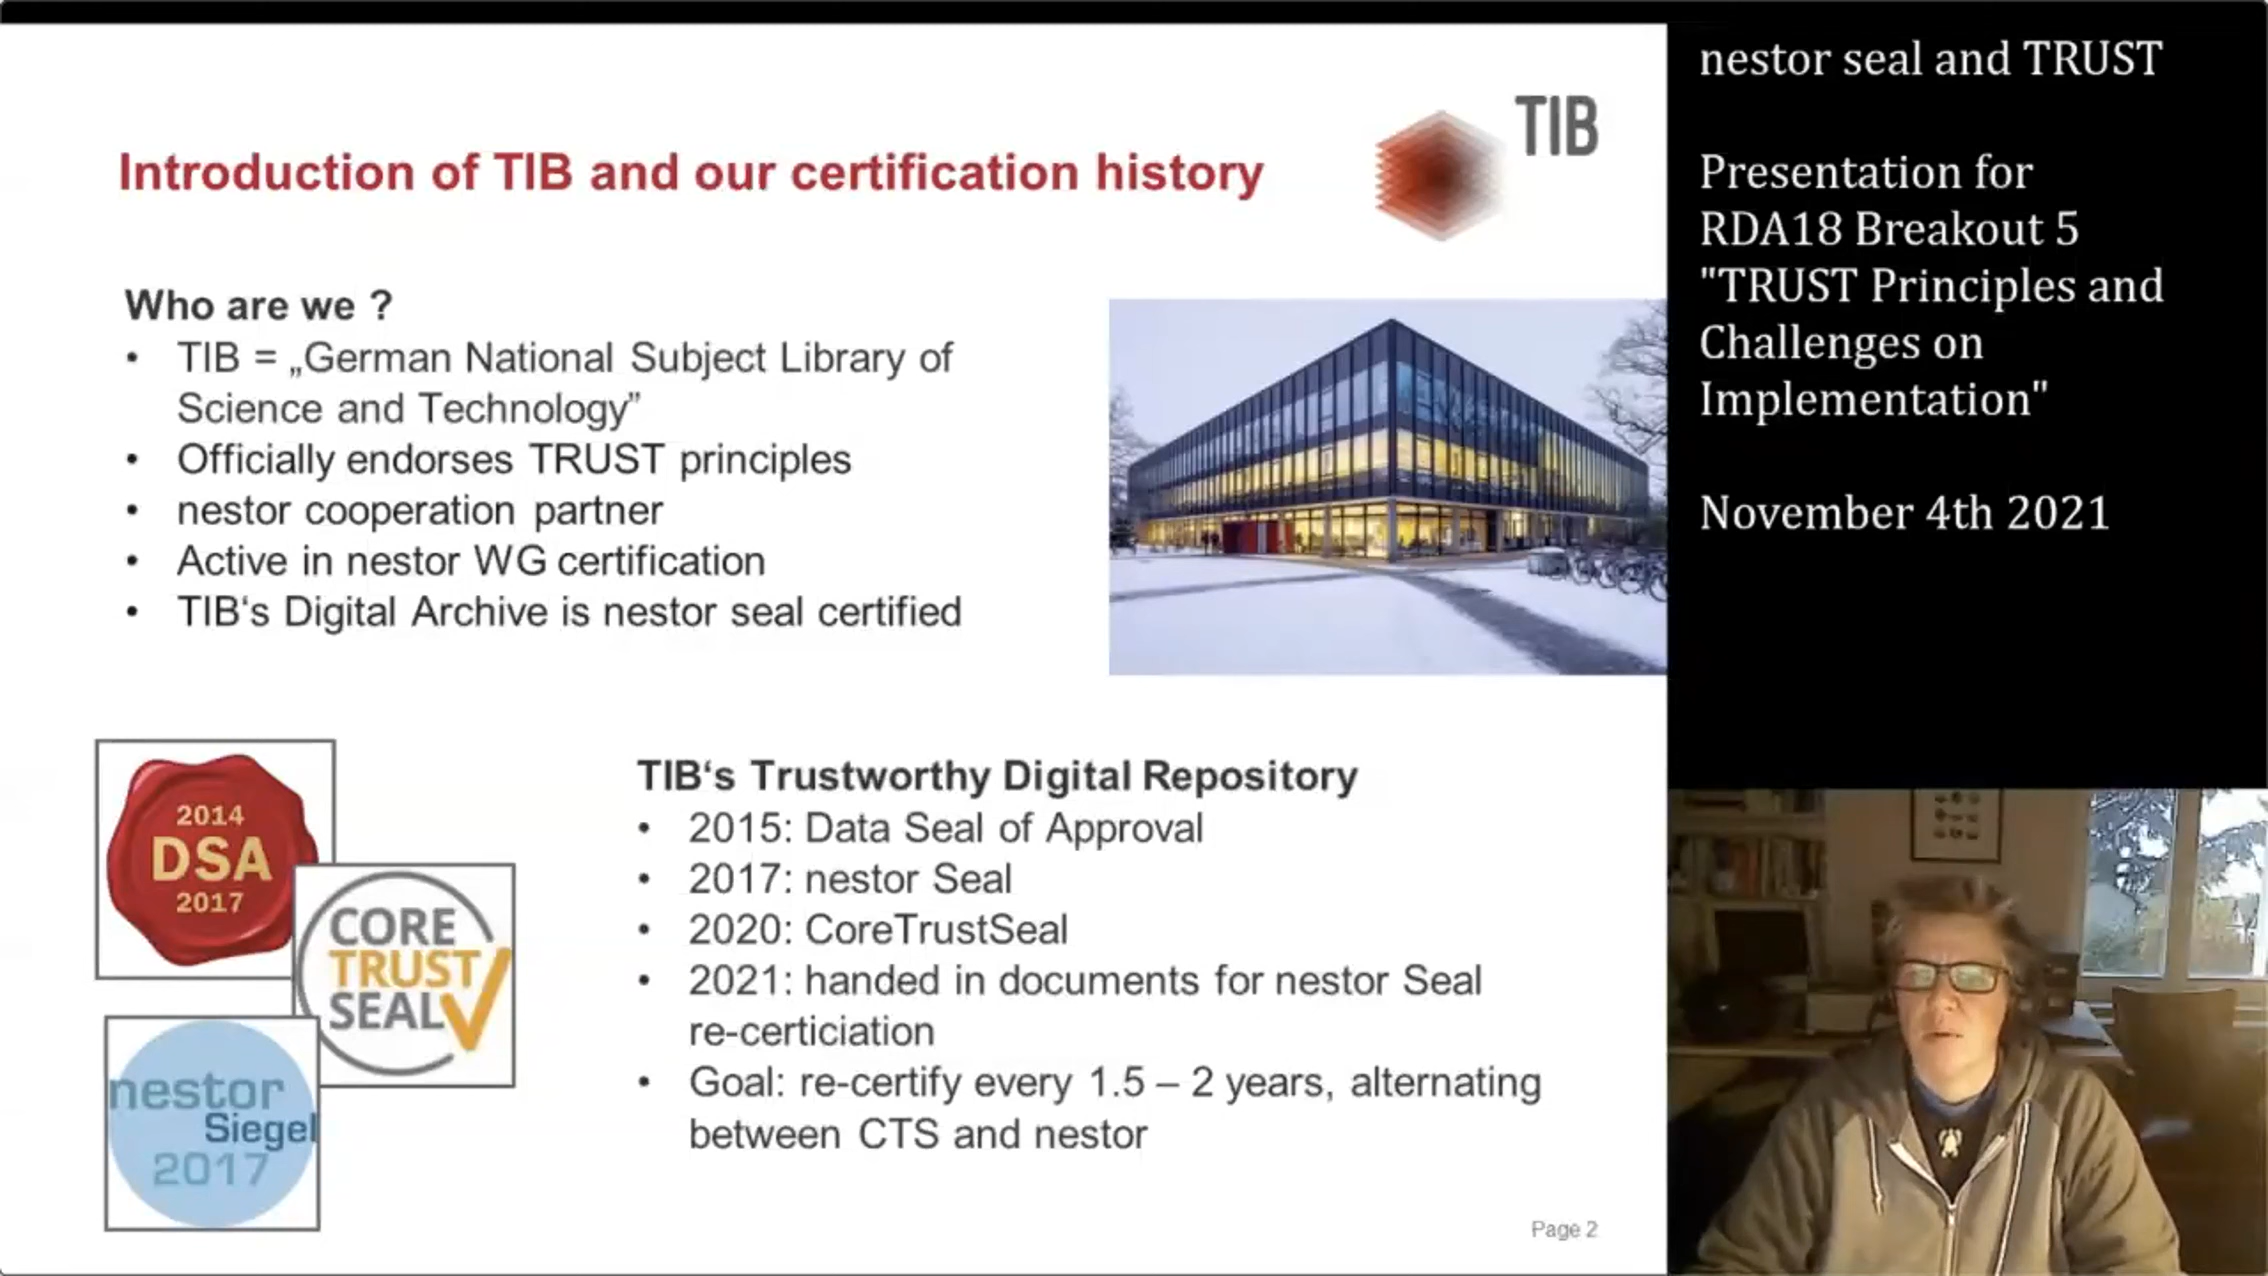 Introduction of TIB and our certification history
TIB
Who are we ?
• TIB = „German National Subject Library of
Science and Technology”
• Officially endorses TRUST principles
• nestor cooperation partner
• Active in nestor WG certification
• TIB‘s Digital Archive is nestor seal certified
2014
DSA
2017
CORE
TRUST
SEAL
nestor
Siegel
2017
TIB‘s Trustworthy Digital Repository
• 2015: Data Seal of Approval
• 2017: nestor Seal
• 2020: CoreTrustSeal
• 2021: handed in documents for nestor Seal
re-certiciation
• Goal: re-certify every 1.5 – 2 years, alternating
between CTS and nestor
Page 2
nestor seal and TRUST
Presentation for
RDA18 Breakout 5
"TRUST Principles and
Challenges on
Implementation"
November 4th 2021